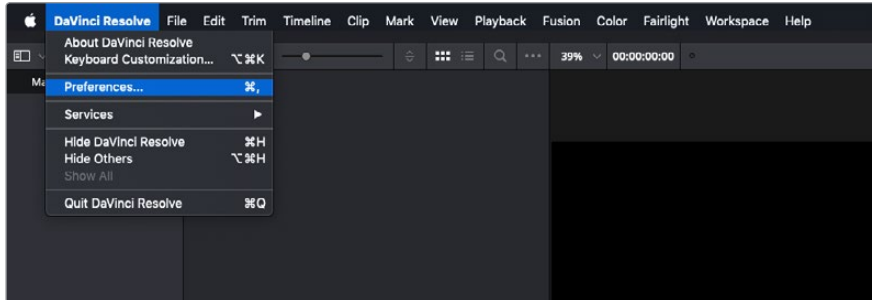 DaVinci Resolve File Edit Trim Timeline Clip Mark View Playback Fusion Color Fairlight Workspace Help
About DaVinci Resolve
Keyboard Customization... ⌥⌘K
39% 00:00:00:00
Ma
Preferences... ⌘,
Services ▶
Hide DaVinci Resolve ⌘H
Hide Others ⌥⌘H
Show All
Quit DaVinci Resolve ⌘Q